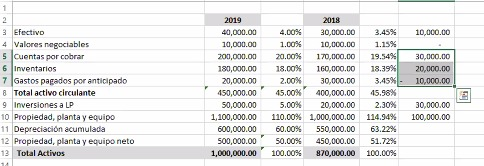 1
2 2019 2018
3 Efectivo 40,000.00 4.00% 30,000.00 3.45% 10,000.00
4 Valores negociables 10,000.00 1.00% 10,000.00 1.15% -
5 Cuentas por cobrar 200,000.00 20.00% 170,000.00 19.54% 30,000.00
6 Inventarios 180,000.00 18.00% 160,000.00 18.39% 20,000.00
7 Gastos pagados por anticipado 20,000.00 2.00% 30,000.00 3.45% - 10,000.00
8 Total activo circulante 450,000.00 45.00% 400,000.00 45.98%
9 Inversiones a LP 50,000.00 5.00% 20,000.00 2.30% 30,000.00
10 Propiedad, planta y equipo 1,100,000.00 110.00% 1,000,000.00 114.94% 100,000.00
11 Depreciación acumulada 600,000.00 60.00% 550,000.00 63.22%
12 Propiedad, planta y equipo neto 500,000.00 50.00% 450,000.00 51.72%
13 Total Activos 1,000,000.00 100.00% 870,000.00 100.00%